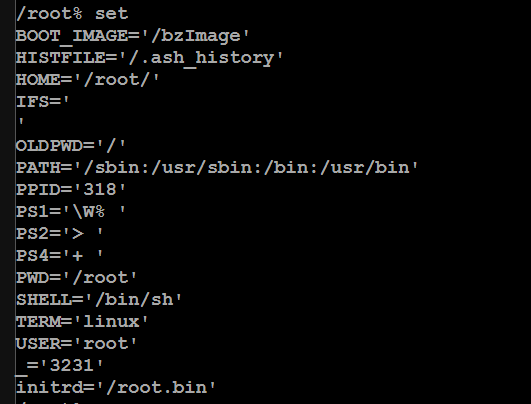 /root% set
BOOT_IMAGE='/bzImage'
HISTFILE='/.ash_history'
HOME='/root/'
IFS='
'
OLDPWD='/'
PATH='/sbin:/usr/sbin:/bin:/usr/bin'
PPID='318'
PS1='\W% '
PS2='> '
PS4='+ '
PWD='/root'
SHELL='/bin/sh'
TERM='linux'
USER='root'
_='3231'
initrd='/root.bin'